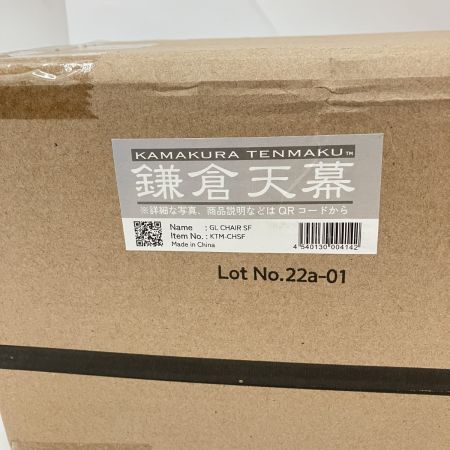 KAMAKURA TENMAKU™
鎌倉天幕
※詳細な写真、商品説明などはQRコードから
Name : GL CHAIR SF
Item No. : KTM-CHSF
Made in China
4 540130 004142
Lot No.22a-01